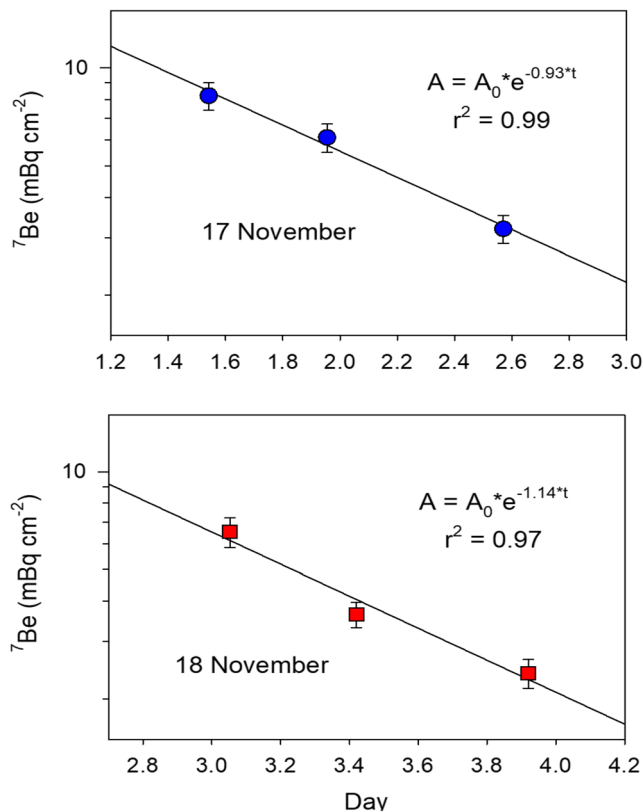 10
⁷Be (mBq cm⁻²)
A = A₀*e⁻⁰·⁹³*ᵗ
r² = 0.99
17 November
1.2 1.4 1.6 1.8 2.0 2.2 2.4 2.6 2.8 3.0
10
⁷Be (mBq cm⁻²)
A = A₀*e⁻¹·¹⁴*ᵗ
r² = 0.97
18 November
2.8 3.0 3.2 3.4 3.6 3.8 4.0 4.2
Day